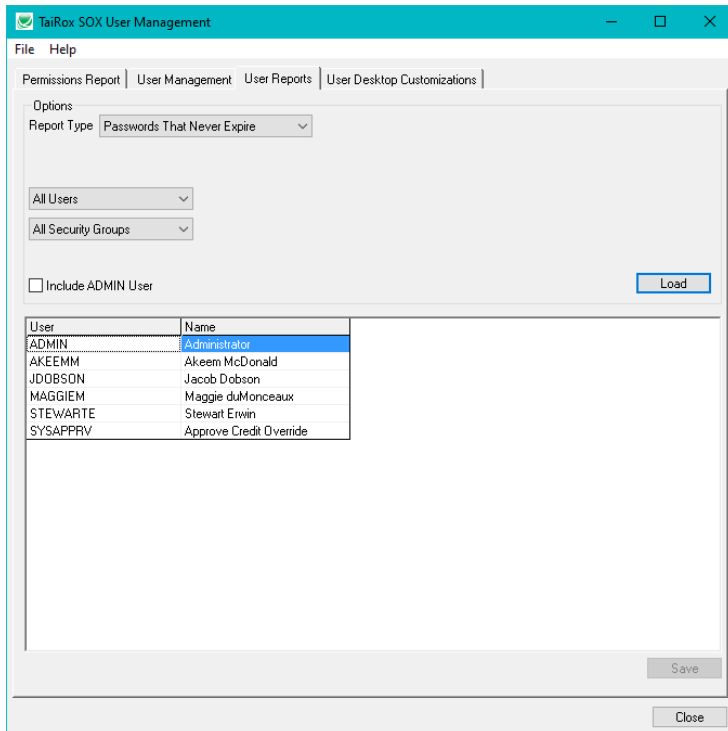 TaiRox SOX User Management
File Help
Permissions Report User Management User Reports User Desktop Customizations
Options
Report Type Passwords That Never Expire
All Users
All Security Groups
Include ADMIN User Load
User Name
ADMIN Administrator
AKEEMM Akeem McDonald
JDOBSON Jacob Dobson
MAGGIEM Maggie duMonceaux
STEWARTE Stewart Erwin
SYSAPPRV Approve Credit Override
Save
Close